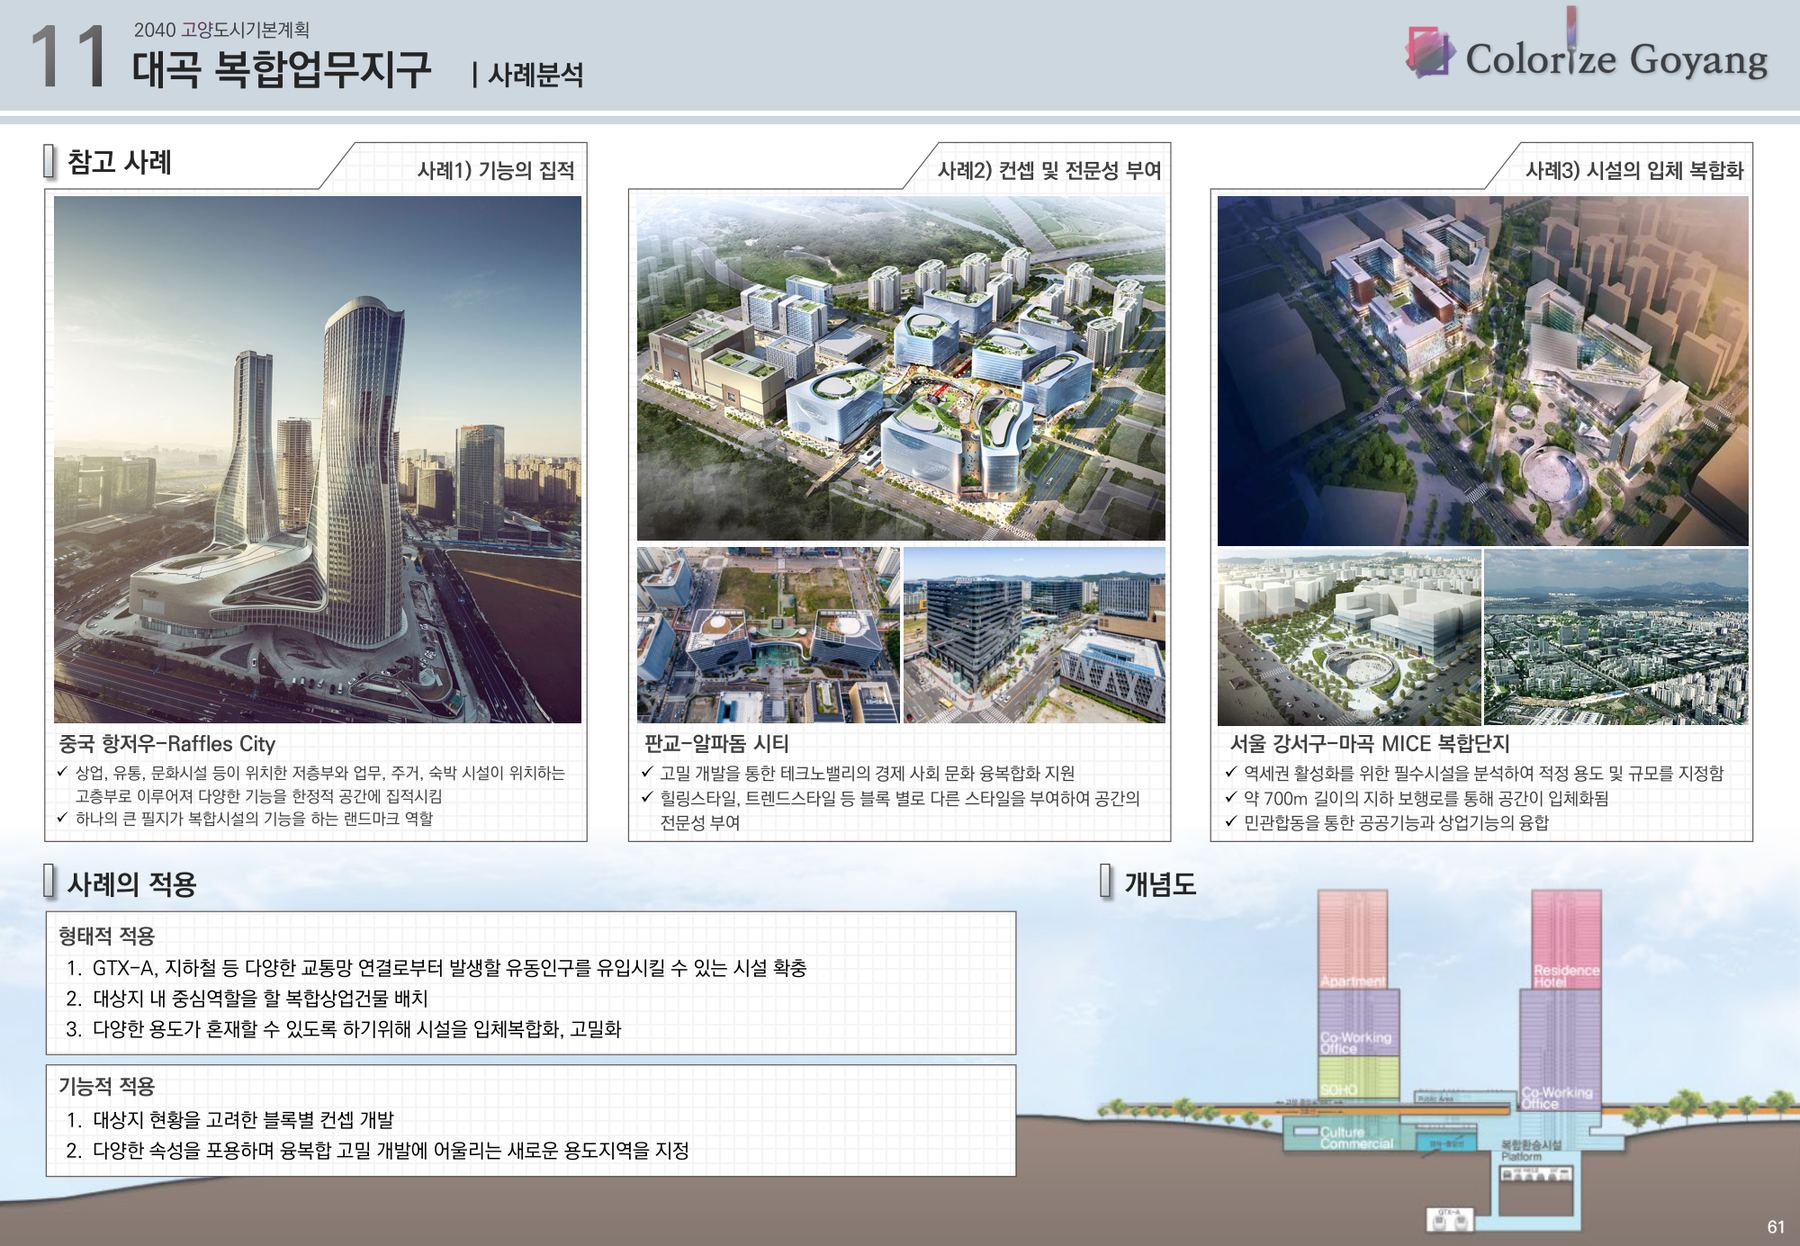 11
2040 고양도시기본계획
대곡 복합업무지구 | 사례분석
Colorize Goyang
참고 사례
사례1) 기능의 집적
중국 항저우-Raffles City
✓ 상업, 유통, 문화시설 등이 위치한 저층부와 업무, 주거, 숙박 시설이 위치하는
고층부로 이루어져 다양한 기능을 한정적 공간에 집적시킴
✓ 하나의 큰 필지가 복합시설의 기능을 하는 랜드마크 역할
사례2) 컨셉 및 전문성 부여
판교-알파돔 시티
✓ 고밀 개발을 통한 테크노밸리의 경제 사회 문화 융복합화 지원
✓ 힐링스타일, 트렌드스타일 등 블록 별로 다른 스타일을 부여하여 공간의
전문성 부여
사례3) 시설의 입체 복합화
서울 강서구-마곡 MICE 복합단지
✓ 역세권 활성화를 위한 필수시설을 분석하여 적정 용도 및 규모를 지정함
✓ 약 700m 길이의 지하 보행로를 통해 공간이 입체화됨
✓ 민관합동을 통한 공공기능과 상업기능의 융합
사례의 적용
형태적 적용
1. GTX-A, 지하철 등 다양한 교통망 연결로부터 발생할 유동인구를 유입시킬 수 있는 시설 확충
2. 대상지 내 중심역할을 할 복합상업건물 배치
3. 다양한 용도가 혼재할 수 있도록 하기위해 시설을 입체복합화, 고밀화
기능적 적용
1. 대상지 현황을 고려한 블록별 컨셉 개발
2. 다양한 속성을 포용하며 융복합 고밀 개발에 어울리는 새로운 용도지역을 지정
개념도
Apartment
Residence
Hotel
Co-Working
Office
SOHO
Public Area
Co-Working
Office
Culture
Commercial
복합환승시설
Platform
GTX-A
61